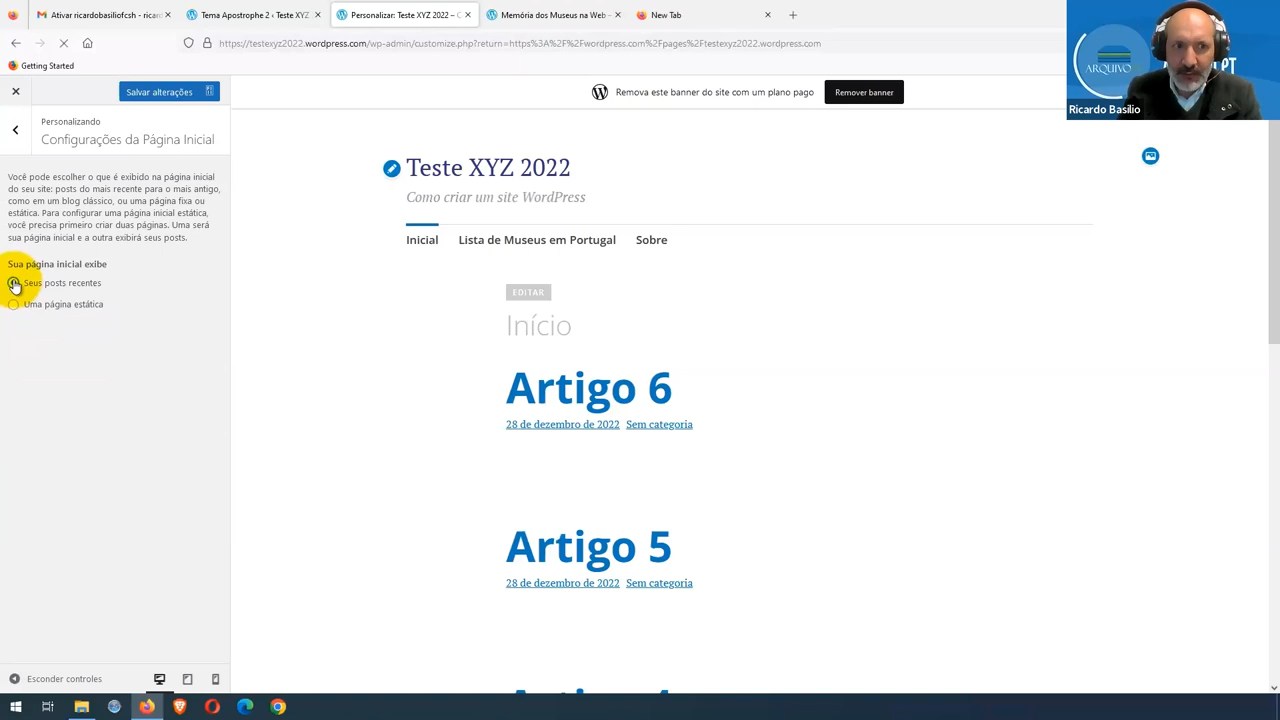 Ativar ricardobasiliofcsh - ricard
Tema Apostrophe 2 ‹ Teste XYZ
Personalizar: Teste XYZ 2022 – C
Memória dos Museus na Web –
New Tab
https://testexyz2022.wordpress.com/wp-admin/customize.php?return=https%3A%2F%2Fwordpress.com%2Fpages%2Ftestexyz2022.wordpress.com
Getting Started
Salvar alterações
Remova este banner do site com um plano pago
Remover banner
ARQUIVO
Ricardo Basílio
Personalizando
Configurações da Página Inicial
Você pode escolher o que é exibido na página inicial
do seu site: posts do mais recente para o mais antigo,
como em um blog clássico, ou uma página fixa ou
estática. Para configurar uma página inicial estática,
você precisa primeiro criar duas páginas. Uma será
sua página inicial e a outra exibirá seus posts.
Sua página inicial exibe
Seus posts recentes
Uma página estática
Teste XYZ 2022
Como criar um site WordPress
Inicial
Lista de Museus em Portugal
Sobre
EDITAR
Início
Artigo 6
28 de dezembro de 2022 Sem categoria
Artigo 5
28 de dezembro de 2022 Sem categoria
Esconder controles